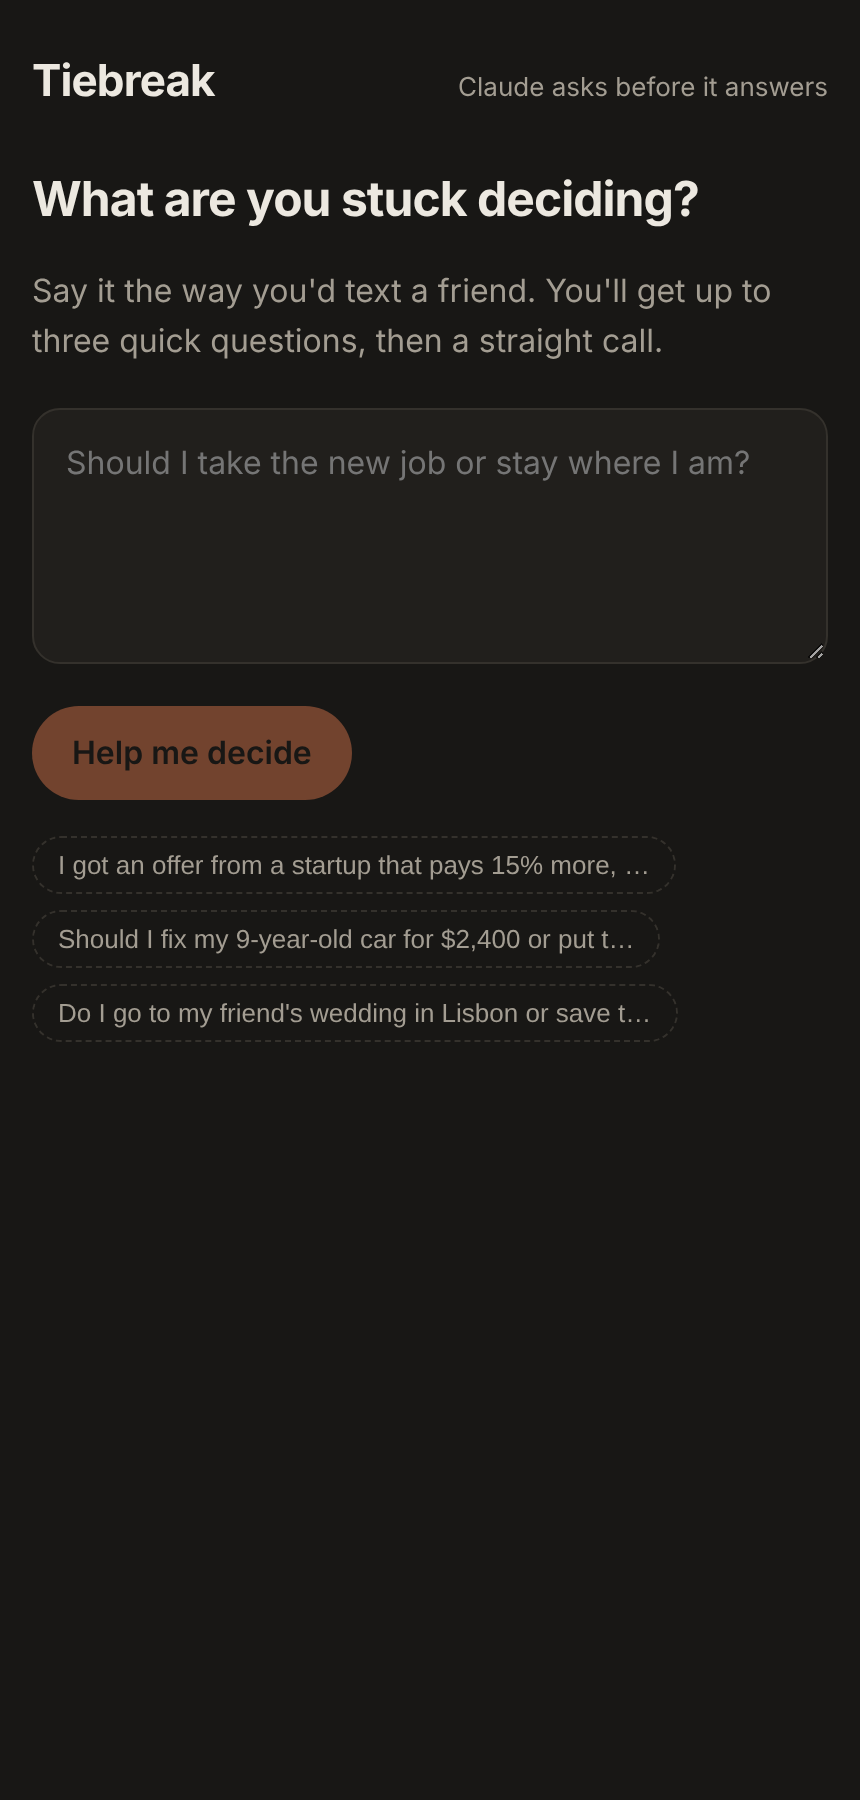 Tiebreak
Claude asks before it answers
What are you stuck deciding?
Say it the way you'd text a friend. You'll get up to
three quick questions, then a straight call.
Should I take the new job or stay where I am?
Help me decide
I got an offer from a startup that pays 15% more, …
Should I fix my 9-year-old car for $2,400 or put t…
Do I go to my friend's wedding in Lisbon or save t…